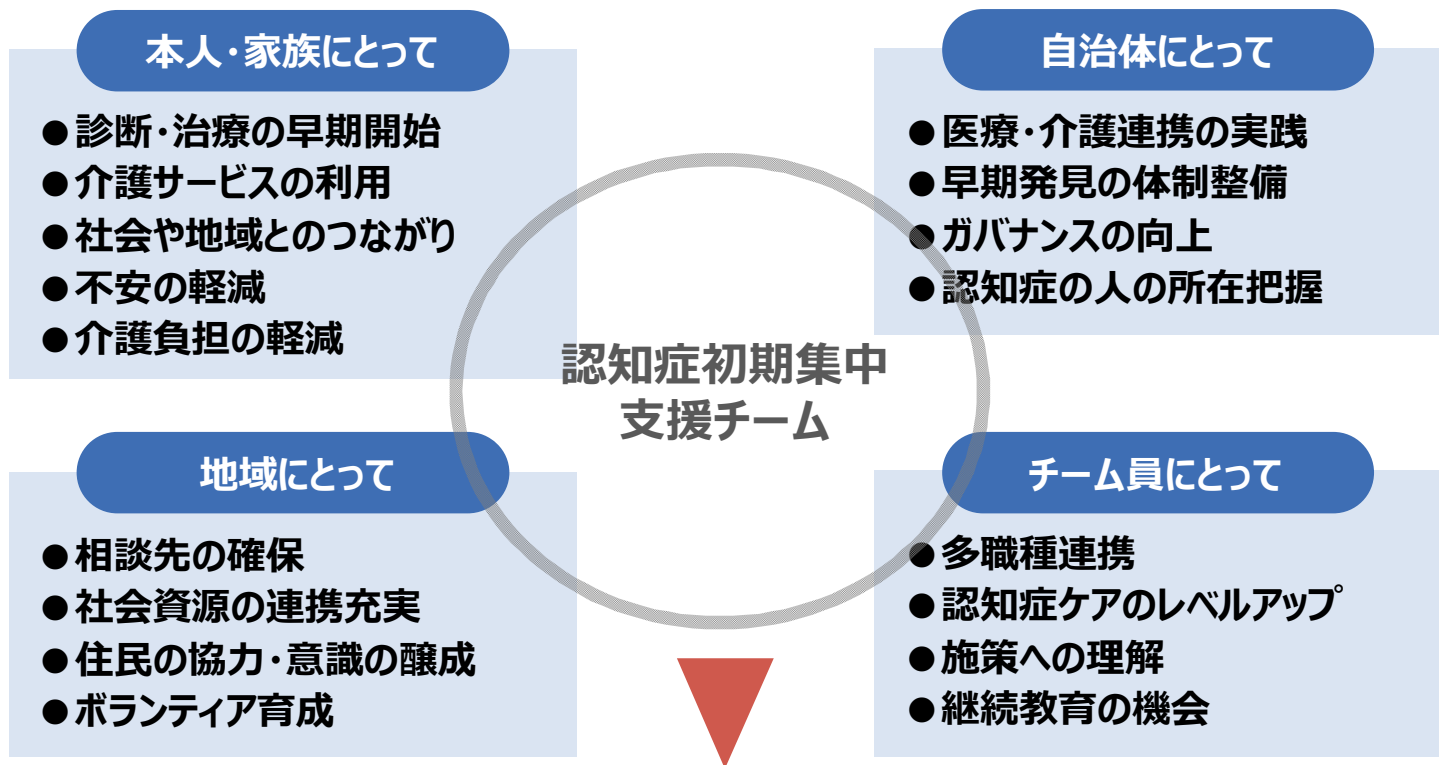 本人・家族にとって
●診断・治療の早期開始
●介護サービスの利用
●社会や地域とのつながり
●不安の軽減
●介護負担の軽減
自治体にとって
●医療・介護連携の実践
●早期発見の体制整備
●ガバナンスの向上
●認知症の人の所在把握
認知症初期集中
支援チーム
地域にとって
●相談先の確保
●社会資源の連携充実
●住民の協力・意識の醸成
●ボランティア育成
チーム員にとって
●多職種連携
●認知症ケアのレベルアップ
●施策への理解
●継続教育の機会